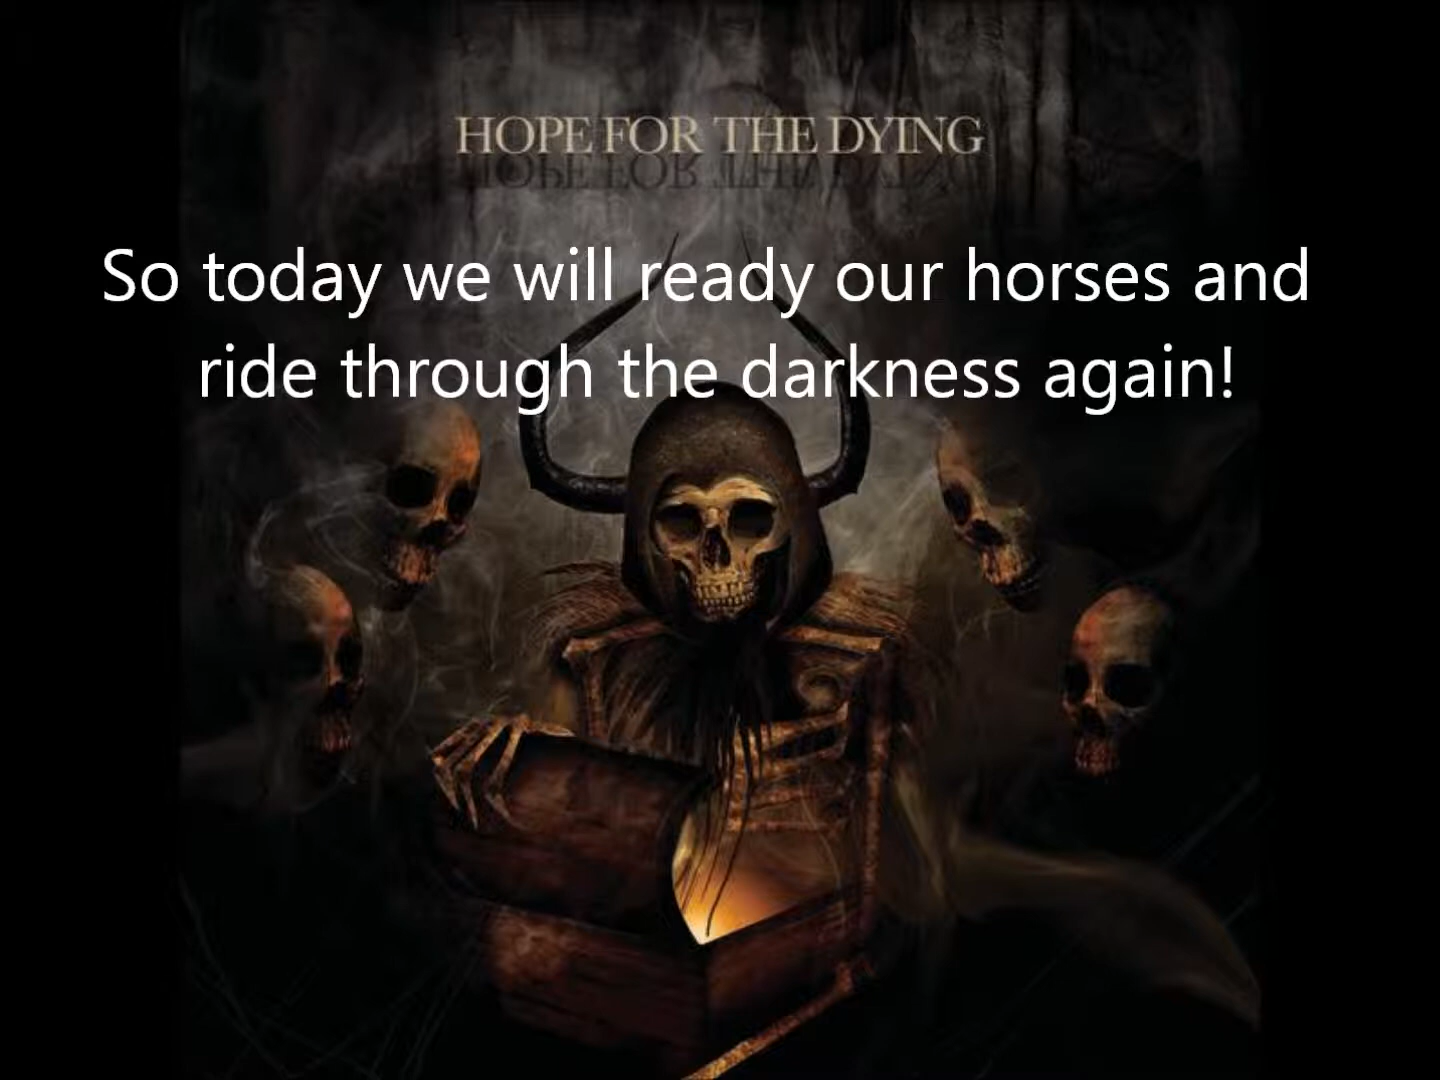 HOPE FOR THE DYING
So today we will ready our horses and
ride through the darkness again!